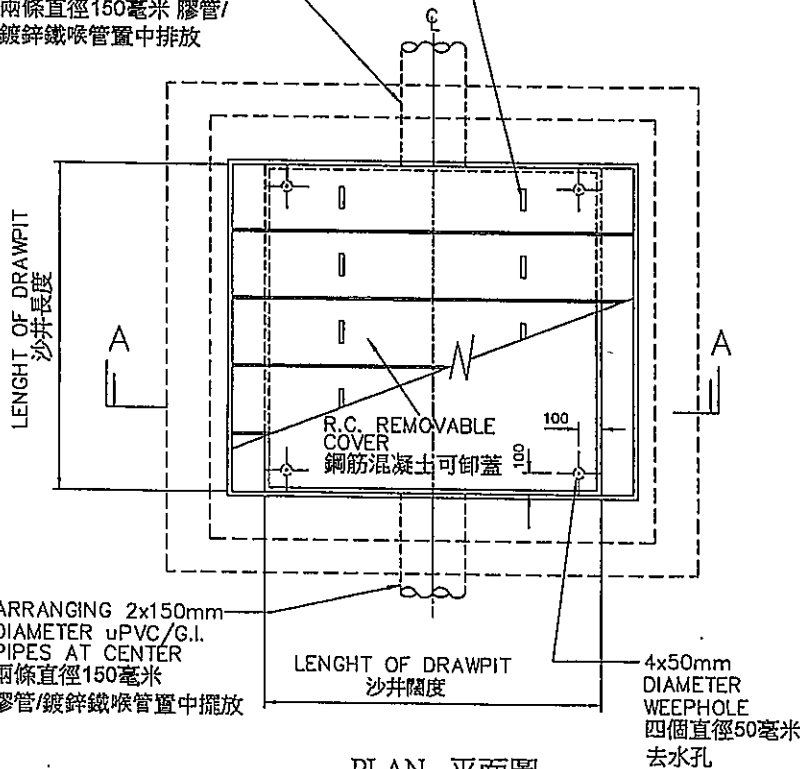 兩條直徑150毫米 膠管/
鍍鋅鐵喉管置中排放
℄
LENGHT OF DRAWPIT
沙井長度
A
A
R.C. REMOVABLE
COVER
鋼筋混凝土可卸蓋
100
100
ARRANGING 2x150mm
DIAMETER uPVC/G.I.
PIPES AT CENTER
兩條直徑150毫米
膠管/鍍鋅鐵喉管置中擺放
LENGHT OF DRAWPIT
沙井闊度
4x50mm
DIAMETER
WEEPHOLE
四個直徑50毫米
去水孔
PLAN 平面圖